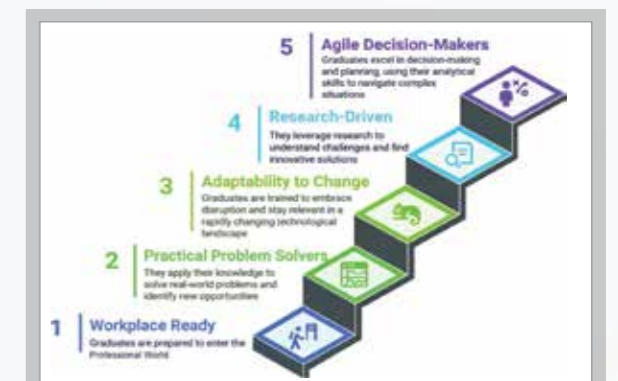 5 Agile Decision-Makers
Graduates excel in decision-making
and planning, using their analytical
skills to navigate complex
situations
4 Research-Driven
They leverage research to
understand challenges and find
innovative solutions
3 Adaptability to Change
Graduates are trained to embrace
disruption and stay relevant in a
rapidly changing technological
landscape
2 Practical Problem Solvers
They apply their knowledge to
solve real-world problems and
identify new opportunities
1 Workplace Ready
Graduates are prepared to enter the
Professional World